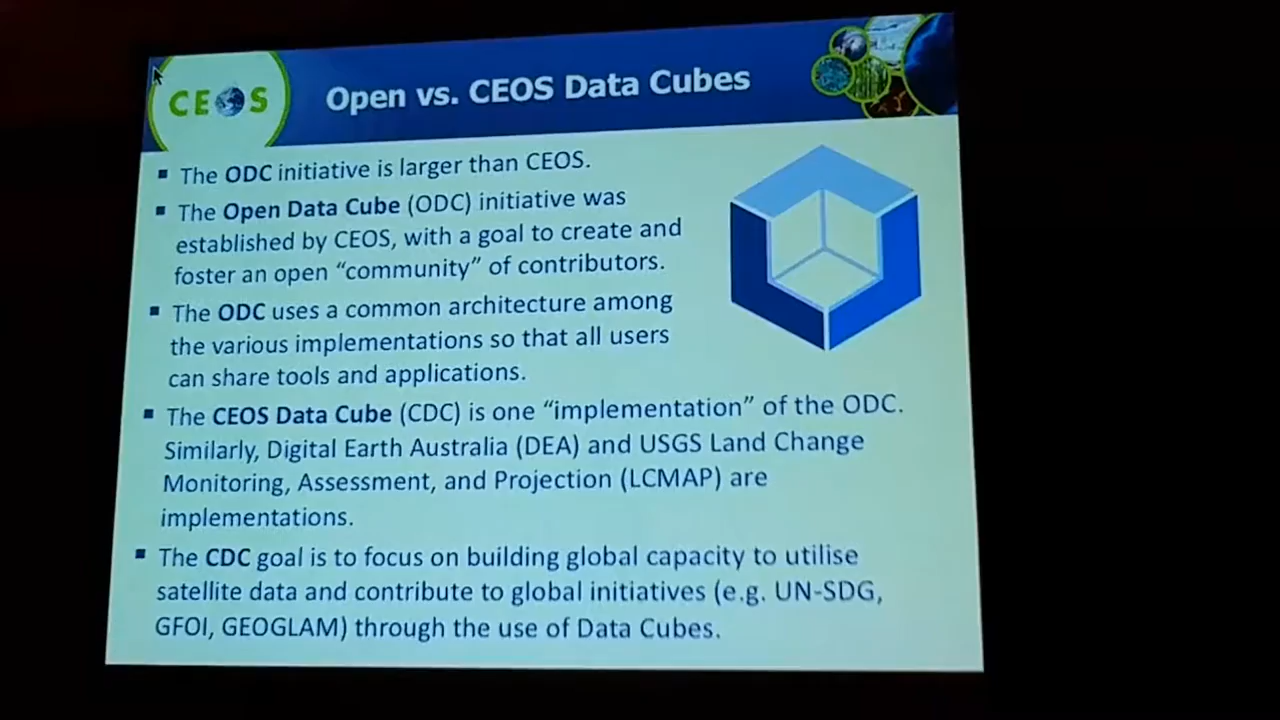 CEOS
Open vs. CEOS Data Cubes
▪ The ODC initiative is larger than CEOS.
▪ The Open Data Cube (ODC) initiative was
established by CEOS, with a goal to create and
foster an open “community” of contributors.
▪ The ODC uses a common architecture among
the various implementations so that all users
can share tools and applications.
▪ The CEOS Data Cube (CDC) is one “implementation” of the ODC.
Similarly, Digital Earth Australia (DEA) and USGS Land Change
Monitoring, Assessment, and Projection (LCMAP) are
implementations.
▪ The CDC goal is to focus on building global capacity to utilise
satellite data and contribute to global initiatives (e.g. UN-SDG,
GFOI, GEOGLAM) through the use of Data Cubes.